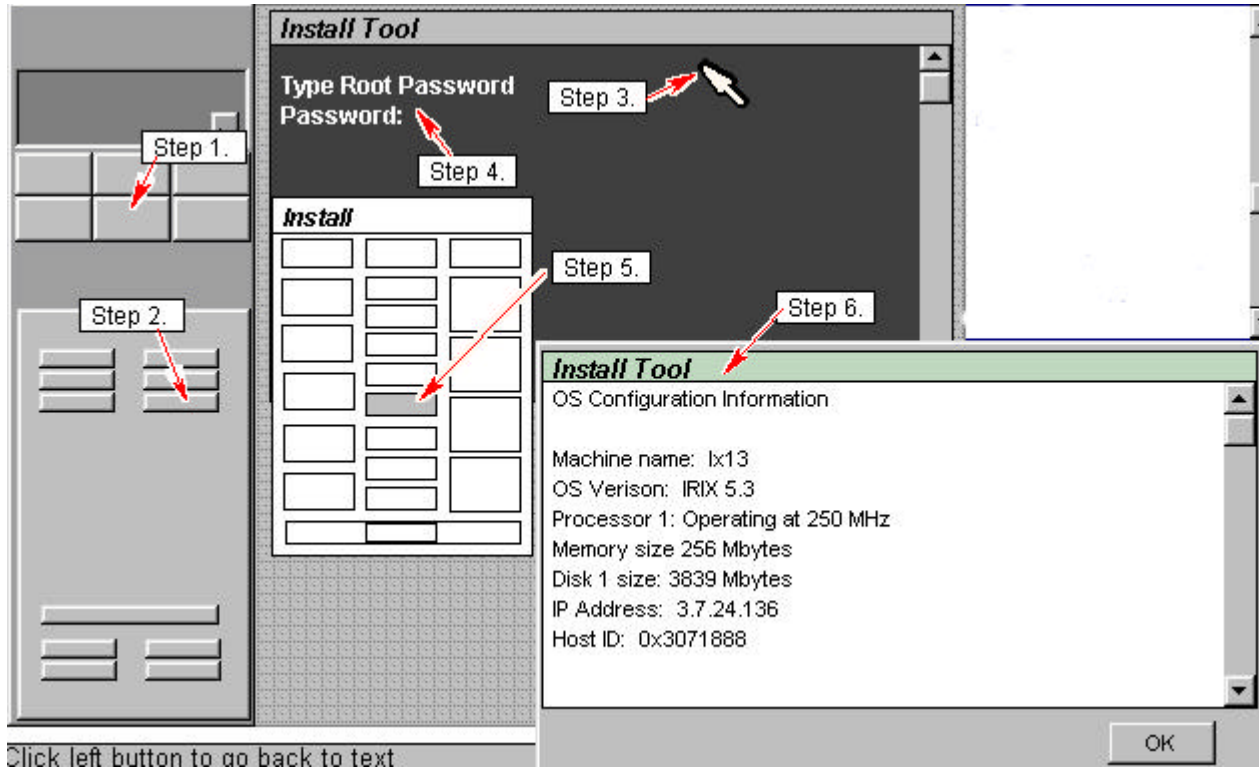 Install Tool
Type Root Password
Password:
Step 3.
Step 1.
Step 4.
Install
Step 5.
Step 2.
Step 6.
Install Tool
OS Configuration Information
Machine name: lx13
OS Verison: IRIX 5.3
Processor 1: Operating at 250 MHz
Memory size 256 Mbytes
Disk 1 size: 3839 Mbytes
IP Address: 3.7.24.136
Host ID: 0x3071888
OK
Click left button to go back to text